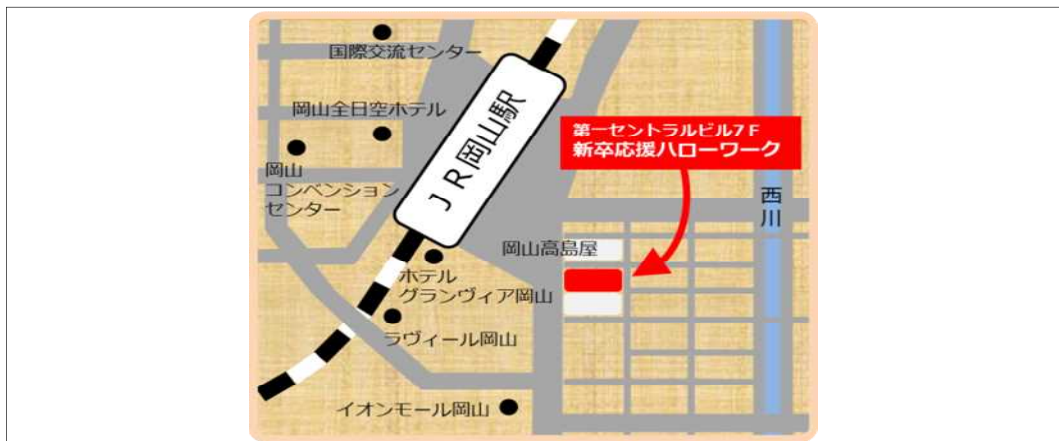 国際交流センター
岡山全日空ホテル
岡山
コンベンション
センター
JR岡山駅
第一セントラルビル7F
新卒応援ハローワーク
西川
岡山高島屋
ホテル
グランヴィア岡山
ラヴィール岡山
イオンモール岡山